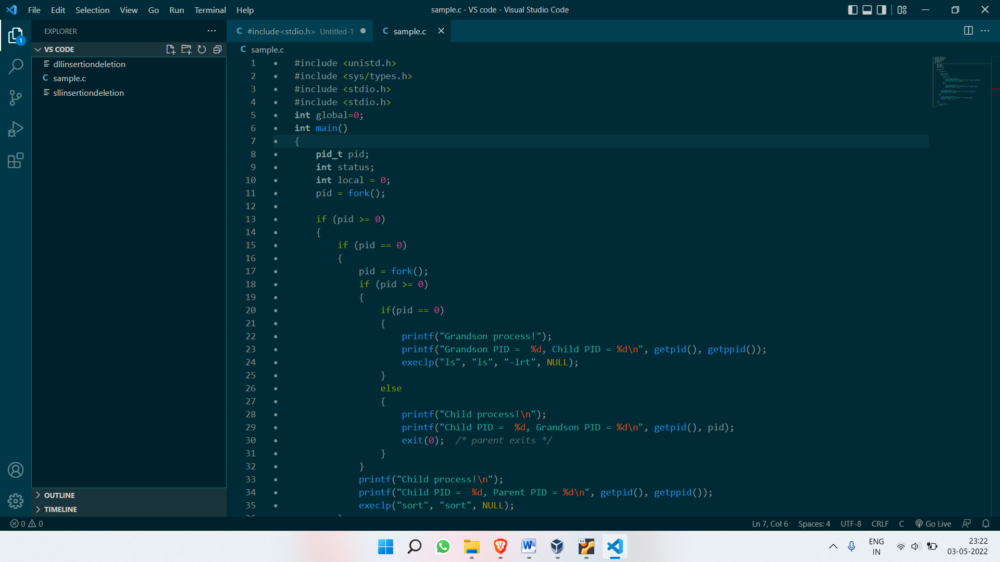 File Edit Selection View Go Run Terminal Help
sample.c - VS code - Visual Studio Code
EXPLORER
1
VS CODE
dllinsertiondeletion
C sample.c
sllinsertiondeletion
OUTLINE
TIMELINE
C #include<stdio.h> Untitled-1
C sample.c
C sample.c
1 #include <unistd.h>
2 #include <sys/types.h>
3 #include <stdio.h>
4 #include <stdio.h>
5 int global=0;
6 int main()
7 {
8 pid_t pid;
9 int status;
10 int local = 0;
11 pid = fork();
12
13 if (pid >= 0)
14 {
15 if (pid == 0)
16 {
17 pid = fork();
18 if (pid >= 0)
19 {
20 if(pid == 0)
21 {
22 printf("Grandson process!");
23 printf("Grandson PID =  %d, Child PID = %d\n", getpid(), getppid());
24 execlp("ls", "ls", "-lrt", NULL);
25 }
26 else
27 {
28 printf("Child process!\n");
29 printf("Child PID =  %d, Grandson PID = %d\n", getpid(), pid);
30 exit(0);  /* parent exits */
31 }
32 }
33 printf("Child process!\n");
34 printf("Child PID =  %d, Parent PID = %d\n", getpid(), getppid());
35 execlp("sort", "sort", NULL);
0 0
Ln 7, Col 6 Spaces: 4 UTF-8 CRLF C Go Live
64
ENG
IN
23:22
03-05-2022